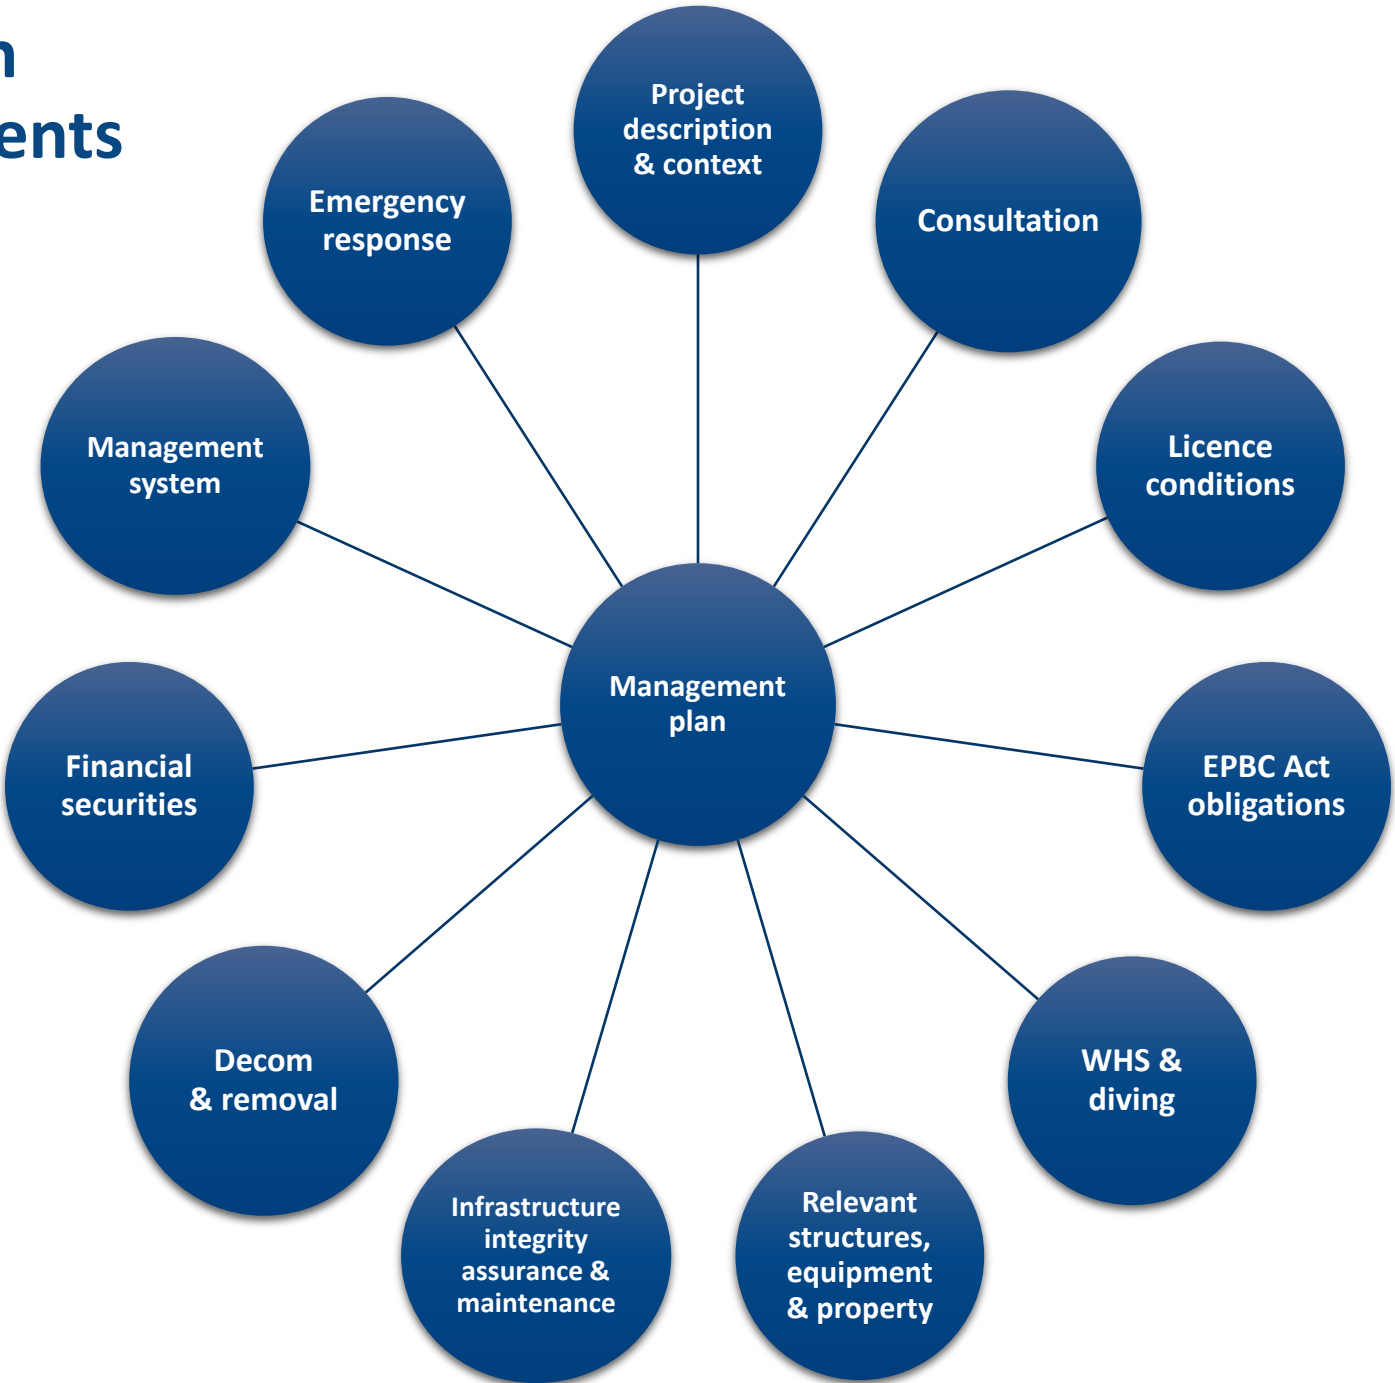 ents
Project
description
& context
Consultation
Licence
conditions
EPBC Act
obligations
WHS &
diving
Relevant
structures,
equipment
& property
Infrastructure
integrity
assurance &
maintenance
Decom
& removal
Financial
securities
Management
system
Emergency
response
Management
plan